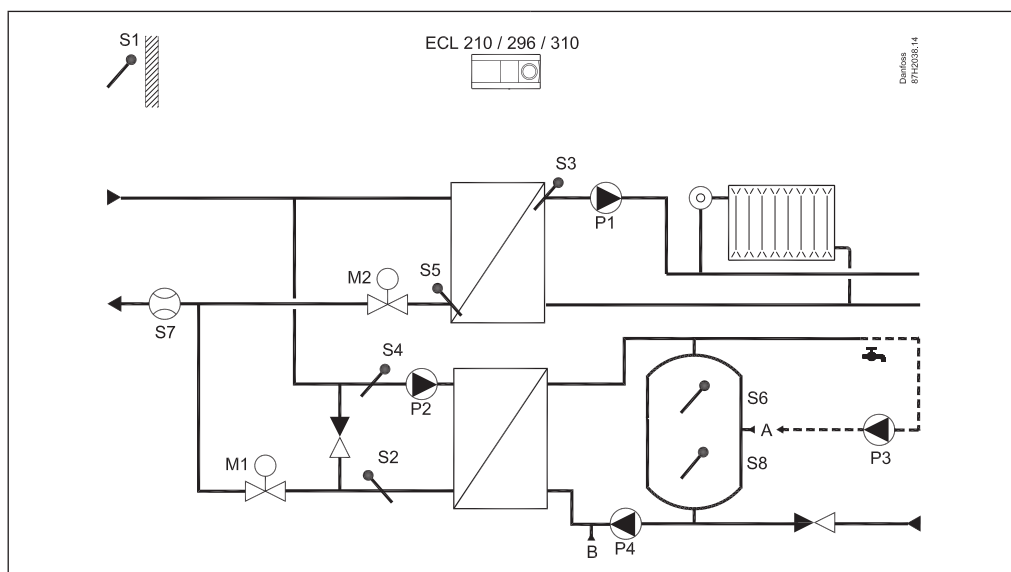 S1
ECL 210 / 296 / 310
Danfoss
87H2038.14
S3
P1
M2
S5
S7
S4
P2
S6
A
P3
S8
M1
S2
B
P4